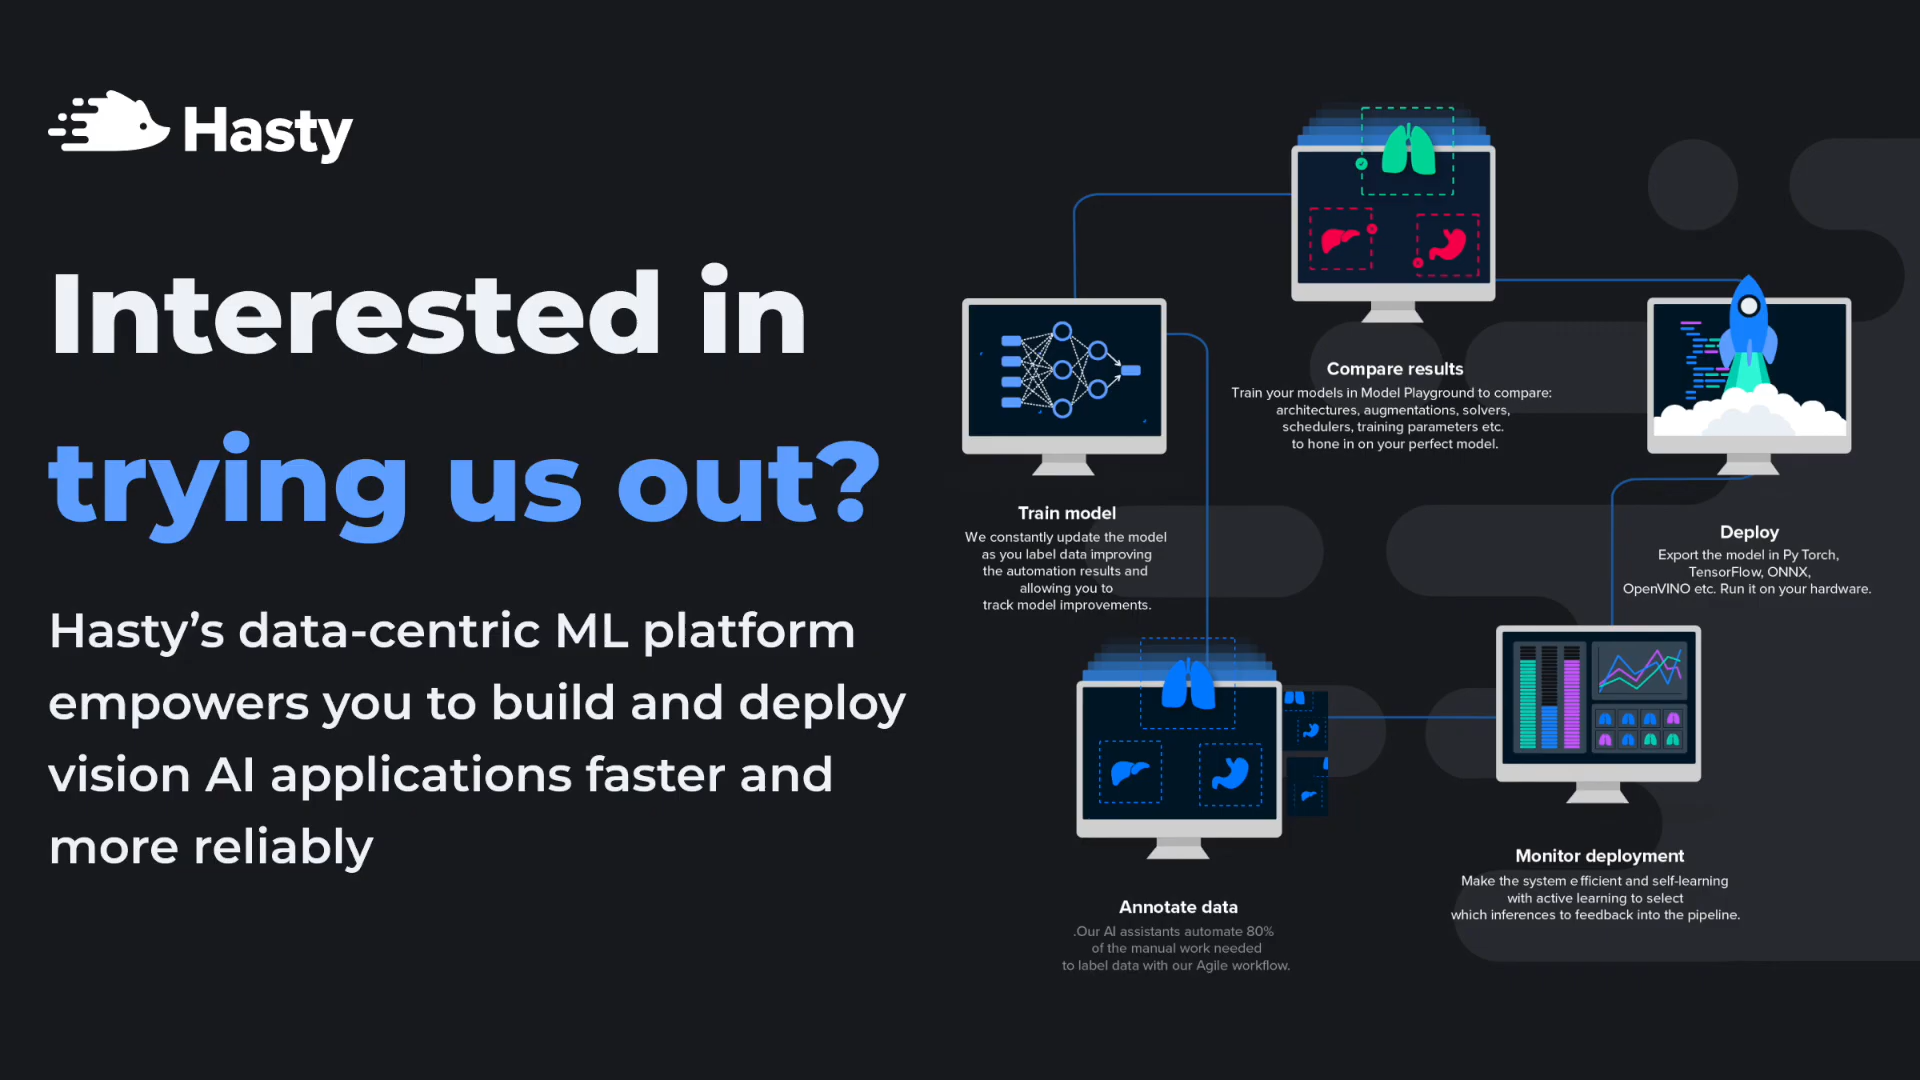 Hasty
Interested in
trying us out?
Hasty’s data-centric ML platform
empowers you to build and deploy
vision AI applications faster and
more reliably
Compare results
Train your models in Model Playground to compare:
architectures, augmentations, solvers,
schedulers, training parameters etc.
to hone in on your perfect model.
Train model
We constantly update the model
as you label data improving
the automation results and
allowing you to
track model improvements.
Deploy
Export the model in Py Torch,
TensorFlow, ONNX,
OpenVINO etc. Run it on your hardware.
Annotate data
.Our AI assistants automate 80%
of the manual work needed
to label data with our Agile workflow.
Monitor deployment
Make the system efficient and self-learning
with active learning to select
which inferences to feedback into the pipeline.